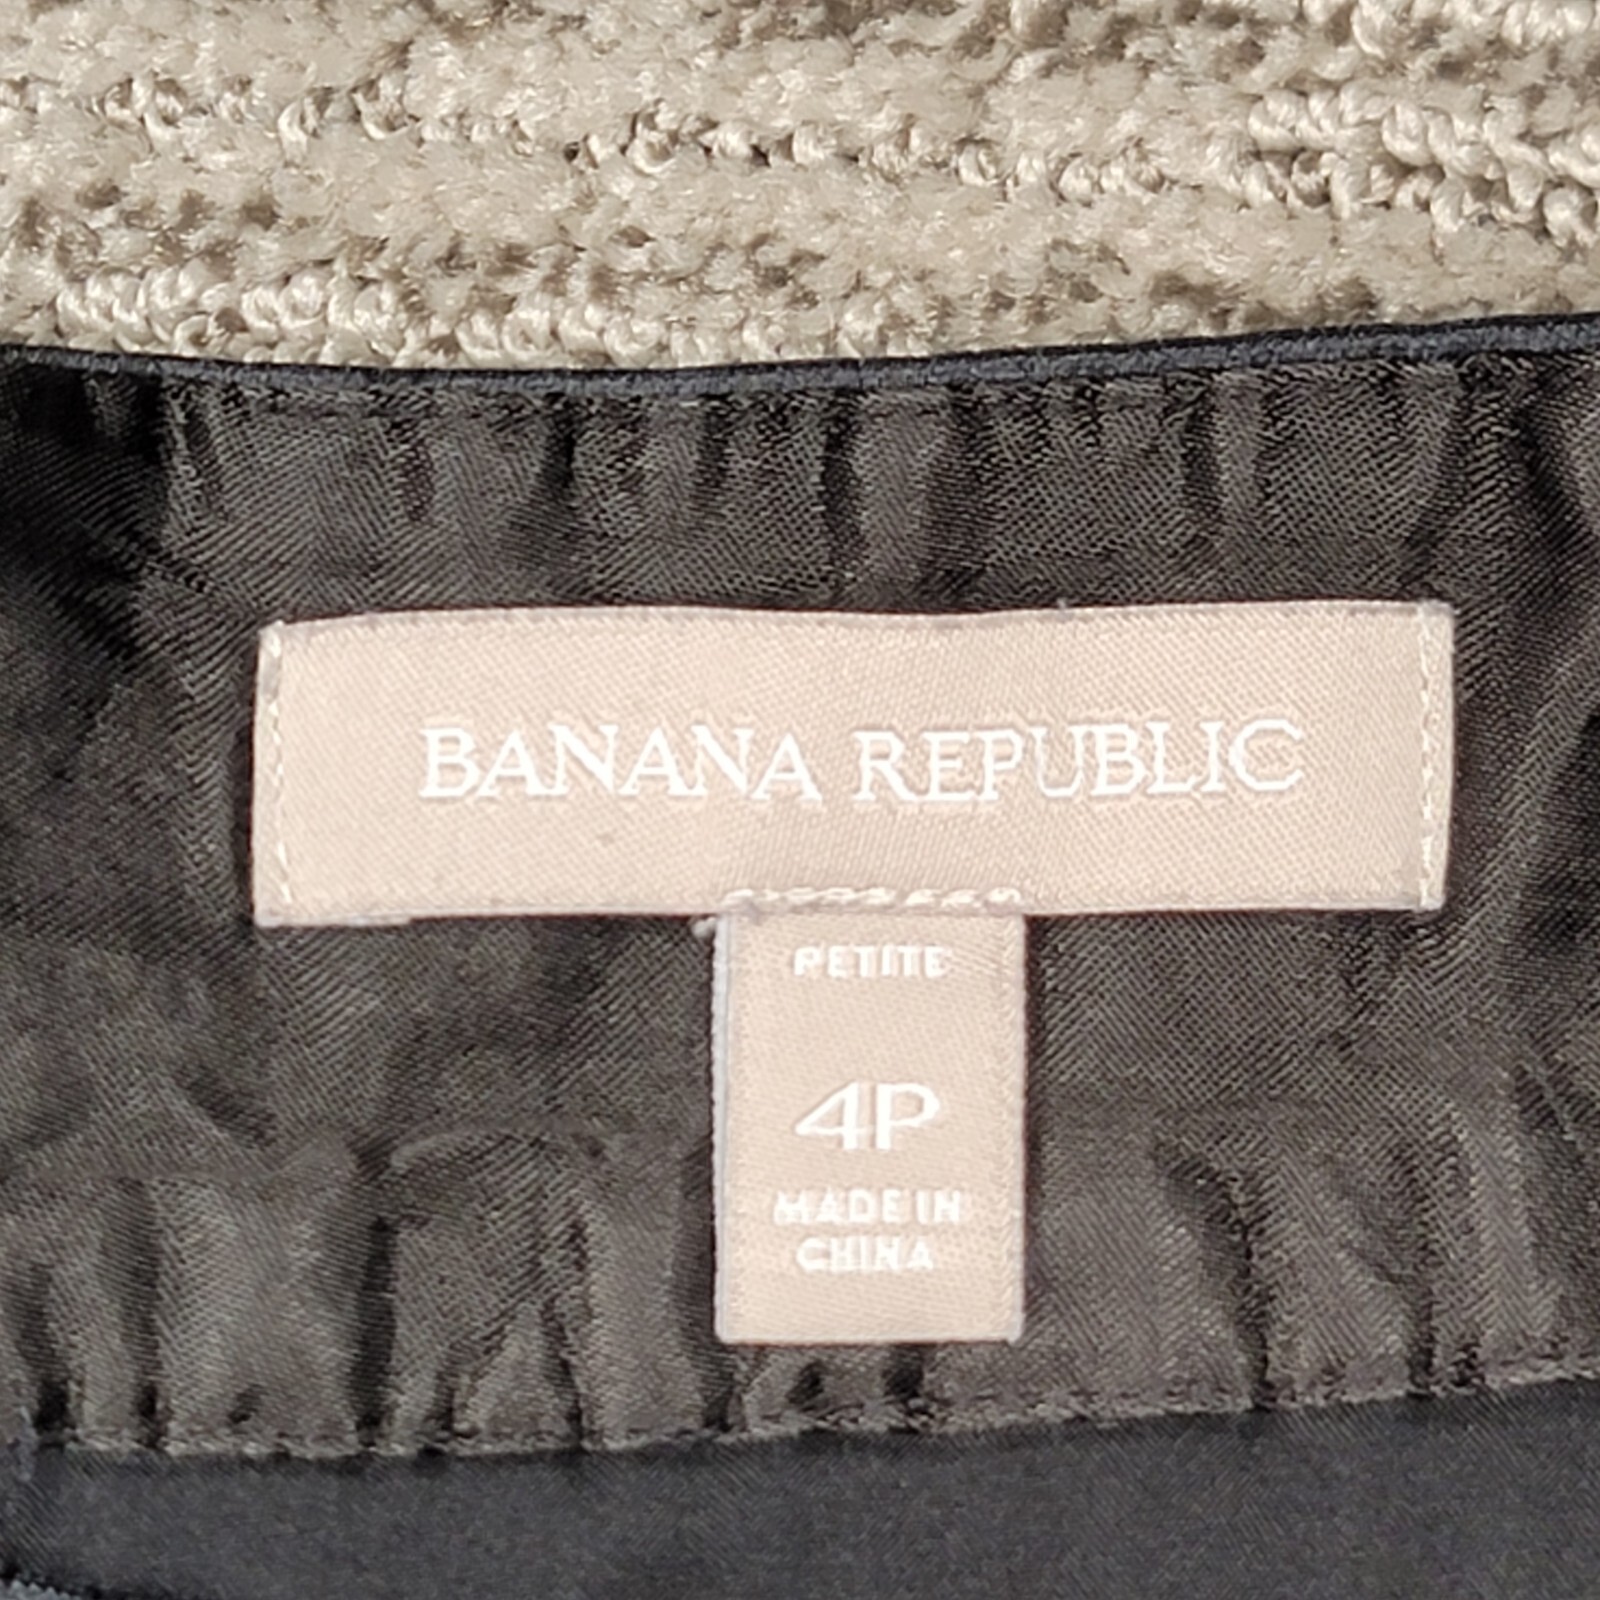 BANANA REPUBLIC
PETITE
4P
MADE IN
CHINA